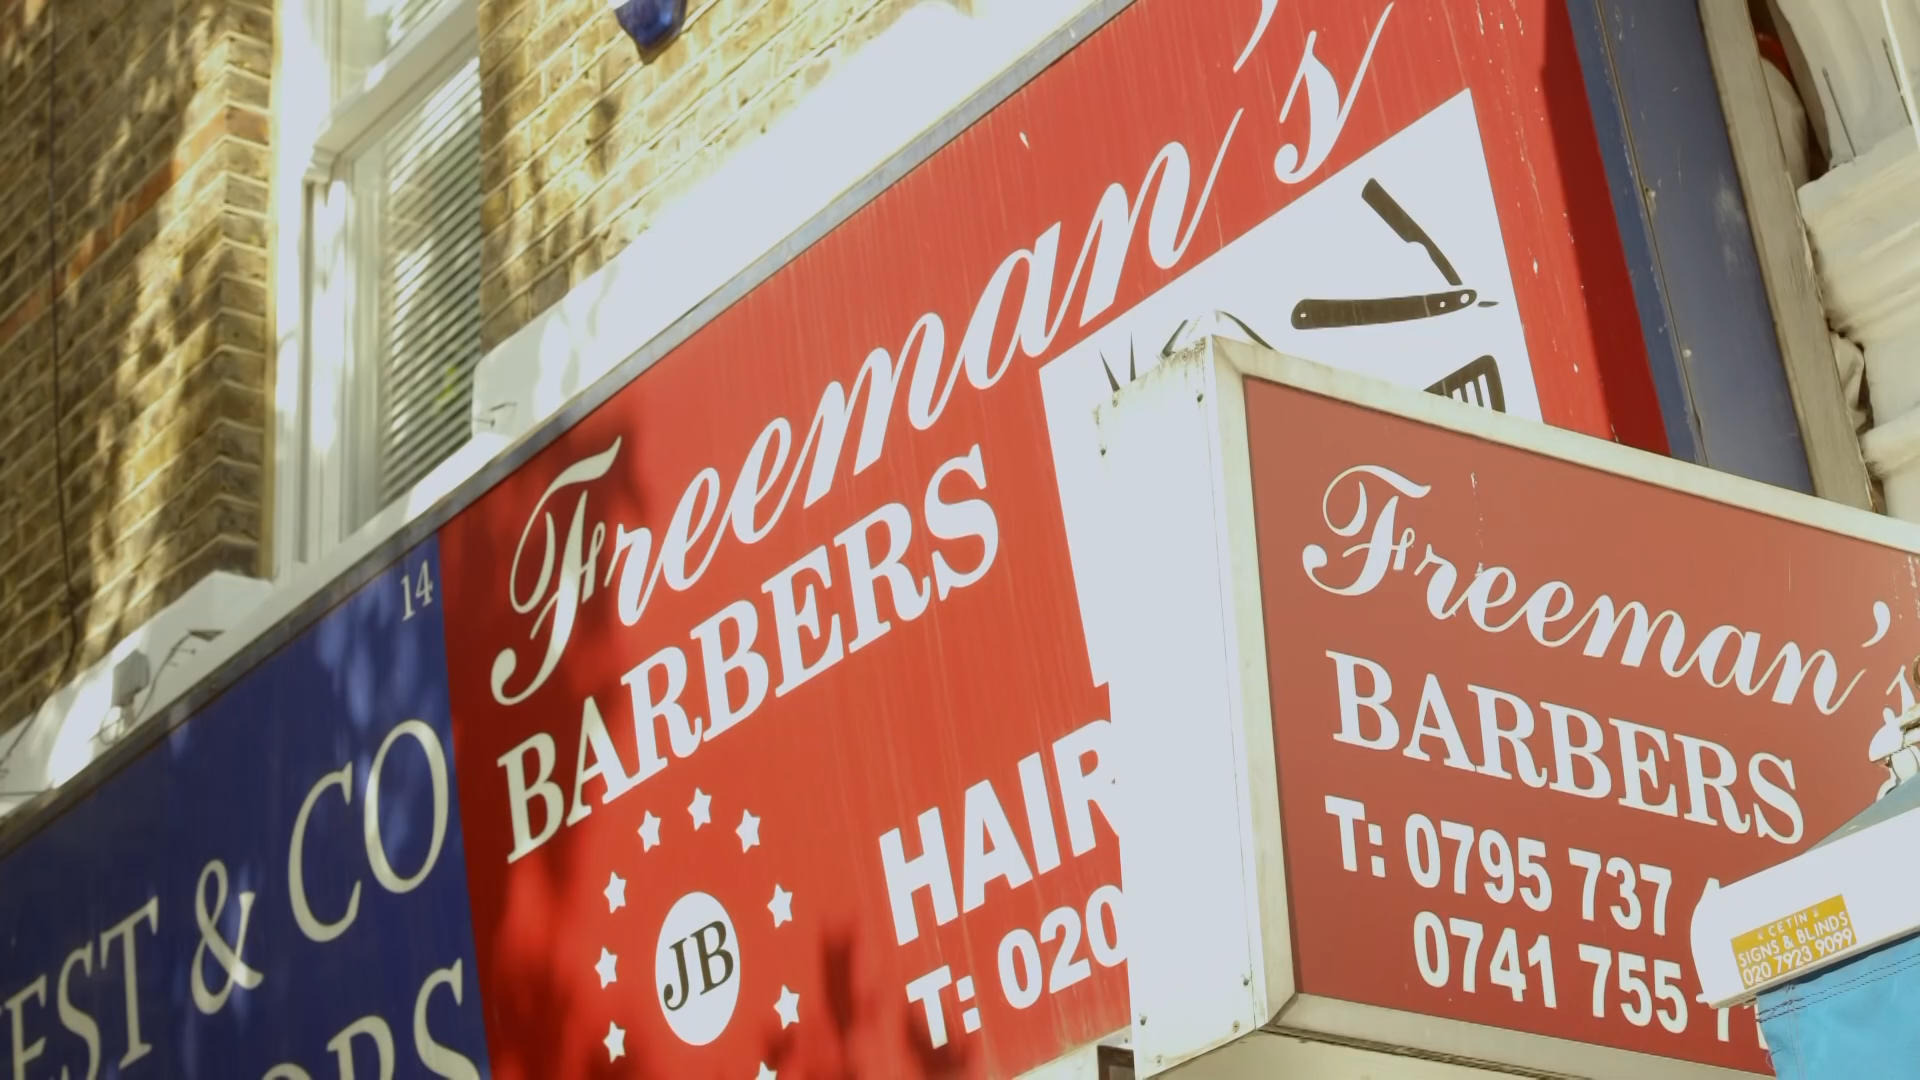 14
EST & CO
Freeman's
BARBERS
JB
HAIR
T: 020
Freeman's
BARBERS
T: 0795 737
0741 755
CETIN
SIGNS & BLINDS
020 7923 9099